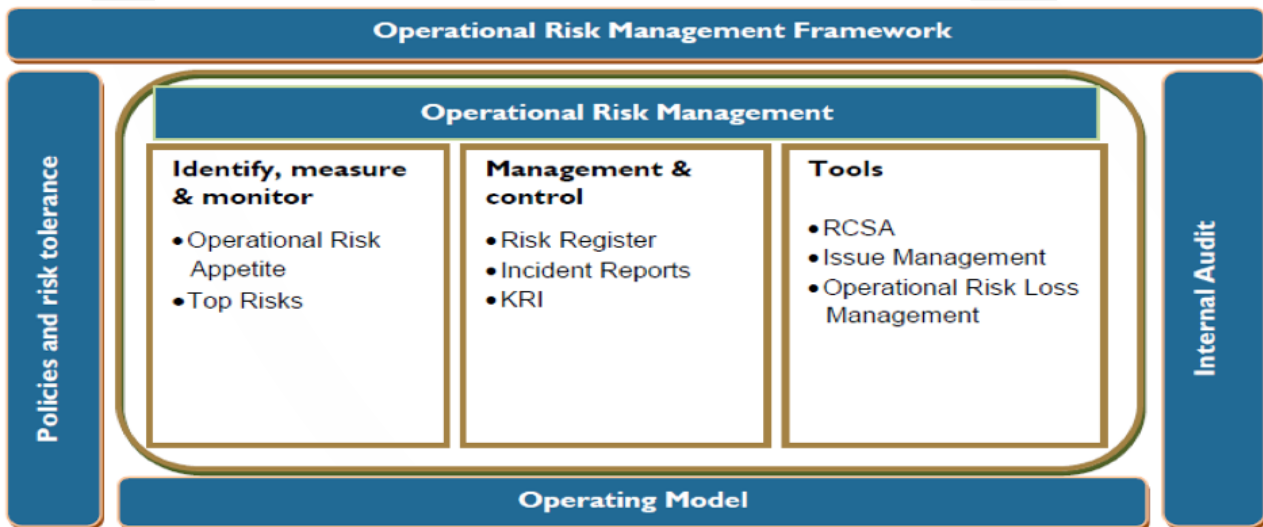 Operational Risk Management Framework
Policies and risk tolerance
Operational Risk Management
Identify, measure
& monitor
•Operational Risk
Appetite
•Top Risks
Management &
control
•Risk Register
•Incident Reports
•KRI
Tools
•RCSA
•Issue Management
•Operational Risk Loss
Management
Internal Audit
Operating Model